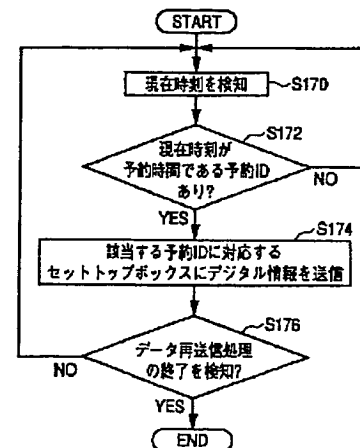 START
現在時刻を検知
S170
現在時刻が
予約時間である予約ID
あり?
S172
NO
YES
S174
該当する予約IDに対応する
セットトップボックスにデジタル情報を送信
S176
データ再送信処理
の終了を検知?
NO
YES
END